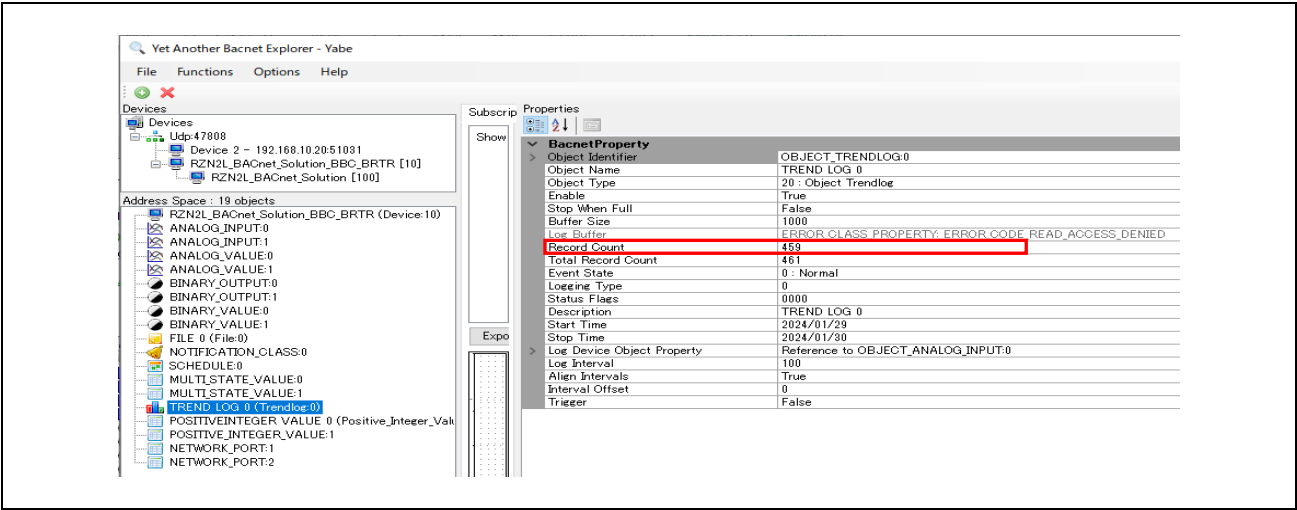 Yet Another Bacnet Explorer - Yabe
File Functions Options Help
Devices
Devices
Udp:47808
Device 2 - 192.168.10.20:51031
RZN2L_BACnet_Solution_BBC_BRTR [10]
RZN2L_BACnet_Solution [100]
Address Space : 19 objects
RZN2L_BACnet_Solution_BBC_BRTR (Device:10)
ANALOG_INPUT:0
ANALOG_INPUT:1
ANALOG_VALUE:0
ANALOG_VALUE:1
BINARY_OUTPUT:0
BINARY_OUTPUT:1
BINARY_VALUE:0
BINARY_VALUE:1
FILE 0 (File:0)
NOTIFICATION_CLASS:0
SCHEDULE:0
MULTI_STATE_VALUE:0
MULTI_STATE_VALUE:1
TREND LOG 0 (Trendlog:0)
POSITIVEINTEGER VALUE 0 (Positive_Integer_Valu
POSITIVE_INTEGER_VALUE:1
NETWORK_PORT:1
NETWORK_PORT:2
Subscrip
Show
Expo
Properties
BacnetProperty
Object Identifier OBJECT_TRENDLOG:0
Object Name TREND LOG 0
Object Type 20 : Object Trendlog
Enable True
Stop When Full False
Buffer Size 1000
Log Buffer ERROR CLASS PROPERTY: ERROR CODE READ_ACCESS_DENIED
Record Count 459
Total Record Count 461
Event State 0 : Normal
Logging Type 0
Status Flags 0000
Description TREND LOG 0
Start Time 2024/01/29
Stop Time 2024/01/30
Log Device Object Property Reference to OBJECT_ANALOG_INPUT:0
Log Interval 100
Align Intervals True
Interval Offset 0
Trigger False